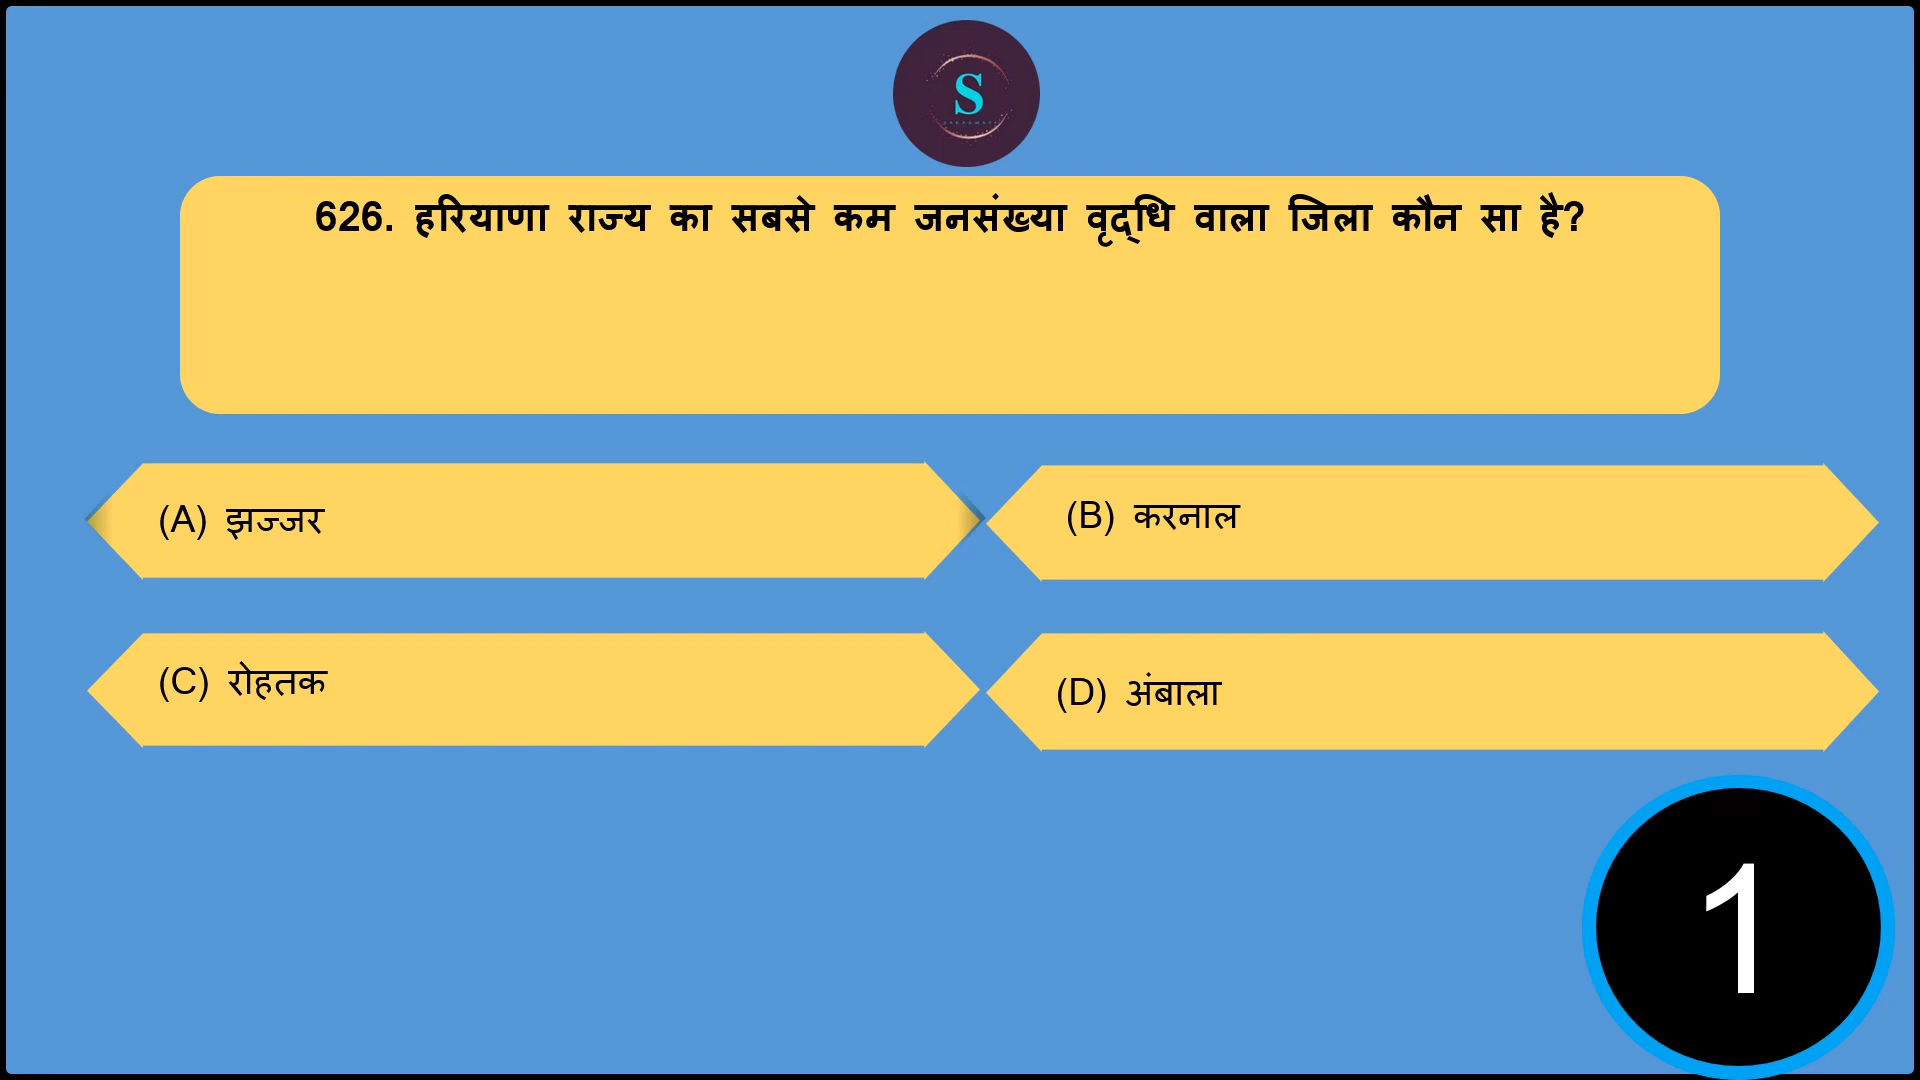 S
626. हरियाणा राज्य का सबसे कम जनसंख्या वृद्धि वाला जिला कौन सा है?
(A) झज्जर
(B) करनाल
(C) रोहतक
(D) अंबाला
1